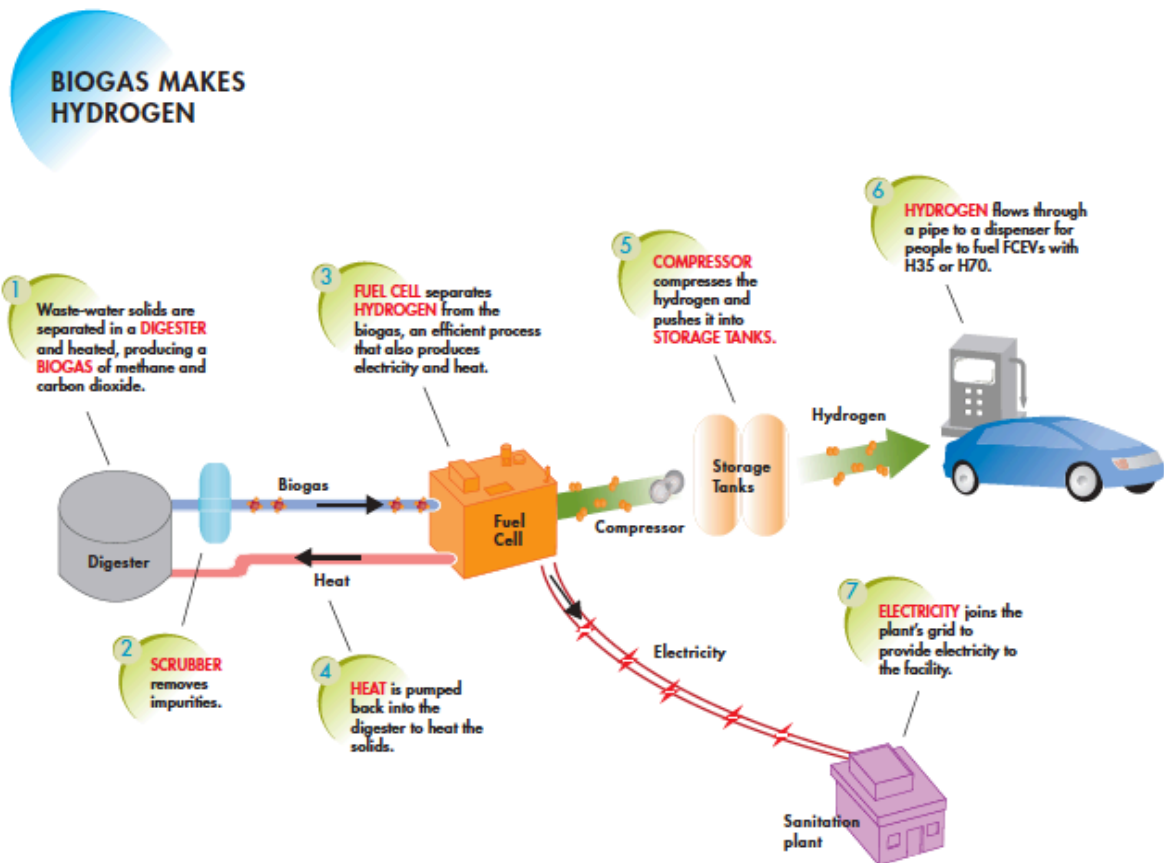 BIOGAS MAKES
HYDROGEN
1
Waste-water solids are
separated in a DIGESTER
and heated, producing a
BIOGAS of methane and
carbon dioxide.
2
SCRUBBER
removes
impurities.
3
FUEL CELL separates
HYDROGEN from the
biogas, an efficient process
that also produces
electricity and heat.
4
HEAT is pumped
back into the
digester to heat the
solids.
5
COMPRESSOR
compresses the
hydrogen and
pushes it into
STORAGE TANKS.
6
HYDROGEN flows through
a pipe to a dispenser for
people to fuel FCEVs with
H35 or H70.
7
ELECTRICITY joins the
plant's grid to
provide electricity to
the facility.
Digester
Biogas
Heat
Fuel
Cell
Compressor
Storage
Tanks
Hydrogen
Electricity
Sanitation
plant